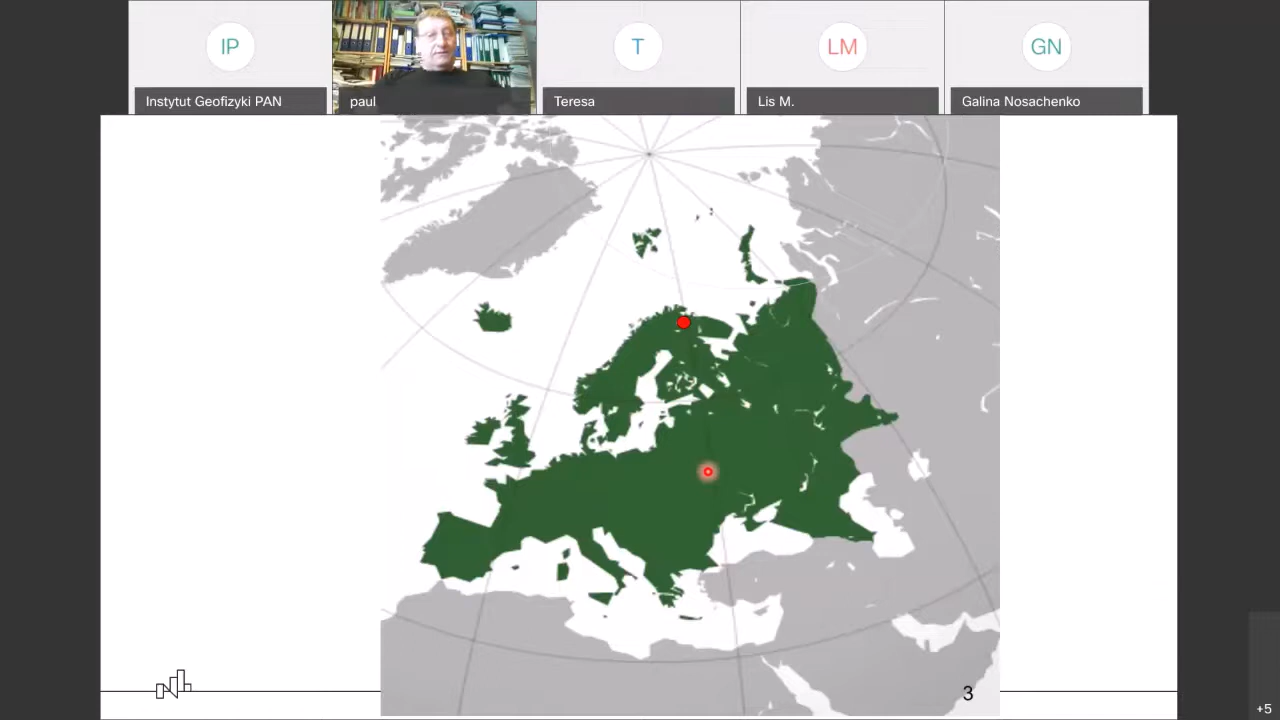 IP
T
LM
GN
Instytut Geofizyki PAN
paul
Teresa
Lis M.
Galina Nosachenko
3
+5